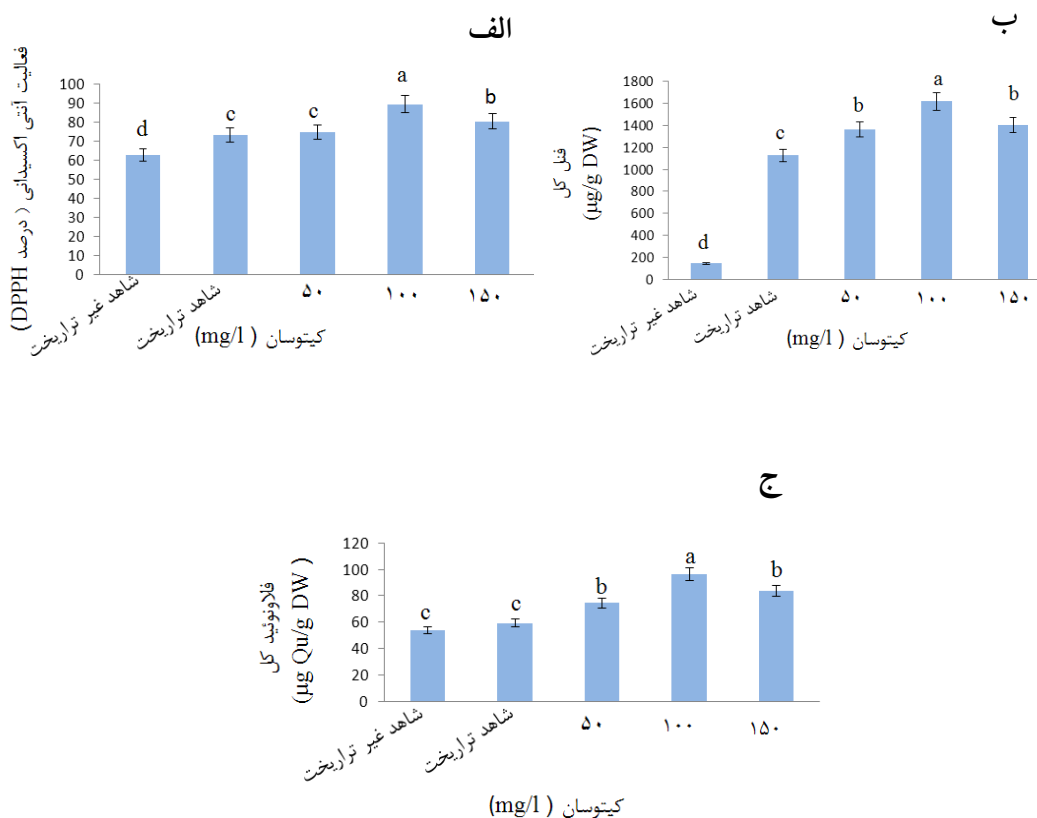 الف
فعالیت آنتی اکسیدانی ( درصد DPPH)
100
90
80
70
60
50
40
30
20
10
0
d
c
c
a
b
شاهد غیر تراریخت
شاهد تراریخت
۵۰
۱۰۰
۱۵۰
کیتوسان ( mg/l)
ب
فنل کل
(µg/g DW)
1800
1600
1400
1200
1000
800
600
400
200
0
d
c
b
a
b
شاهد غیر تراریخت
شاهد تراریخت
۵۰
۱۰۰
۱۵۰
کیتوسان ( mg/l)
ج
فلاونوئید کل
(µg Qu/g DW )
120
100
80
60
40
20
0
c
c
b
a
b
شاهد غیر تراریخت
شاهد تراریخت
۵۰
۱۰۰
۱۵۰
کیتوسان ( mg/l)